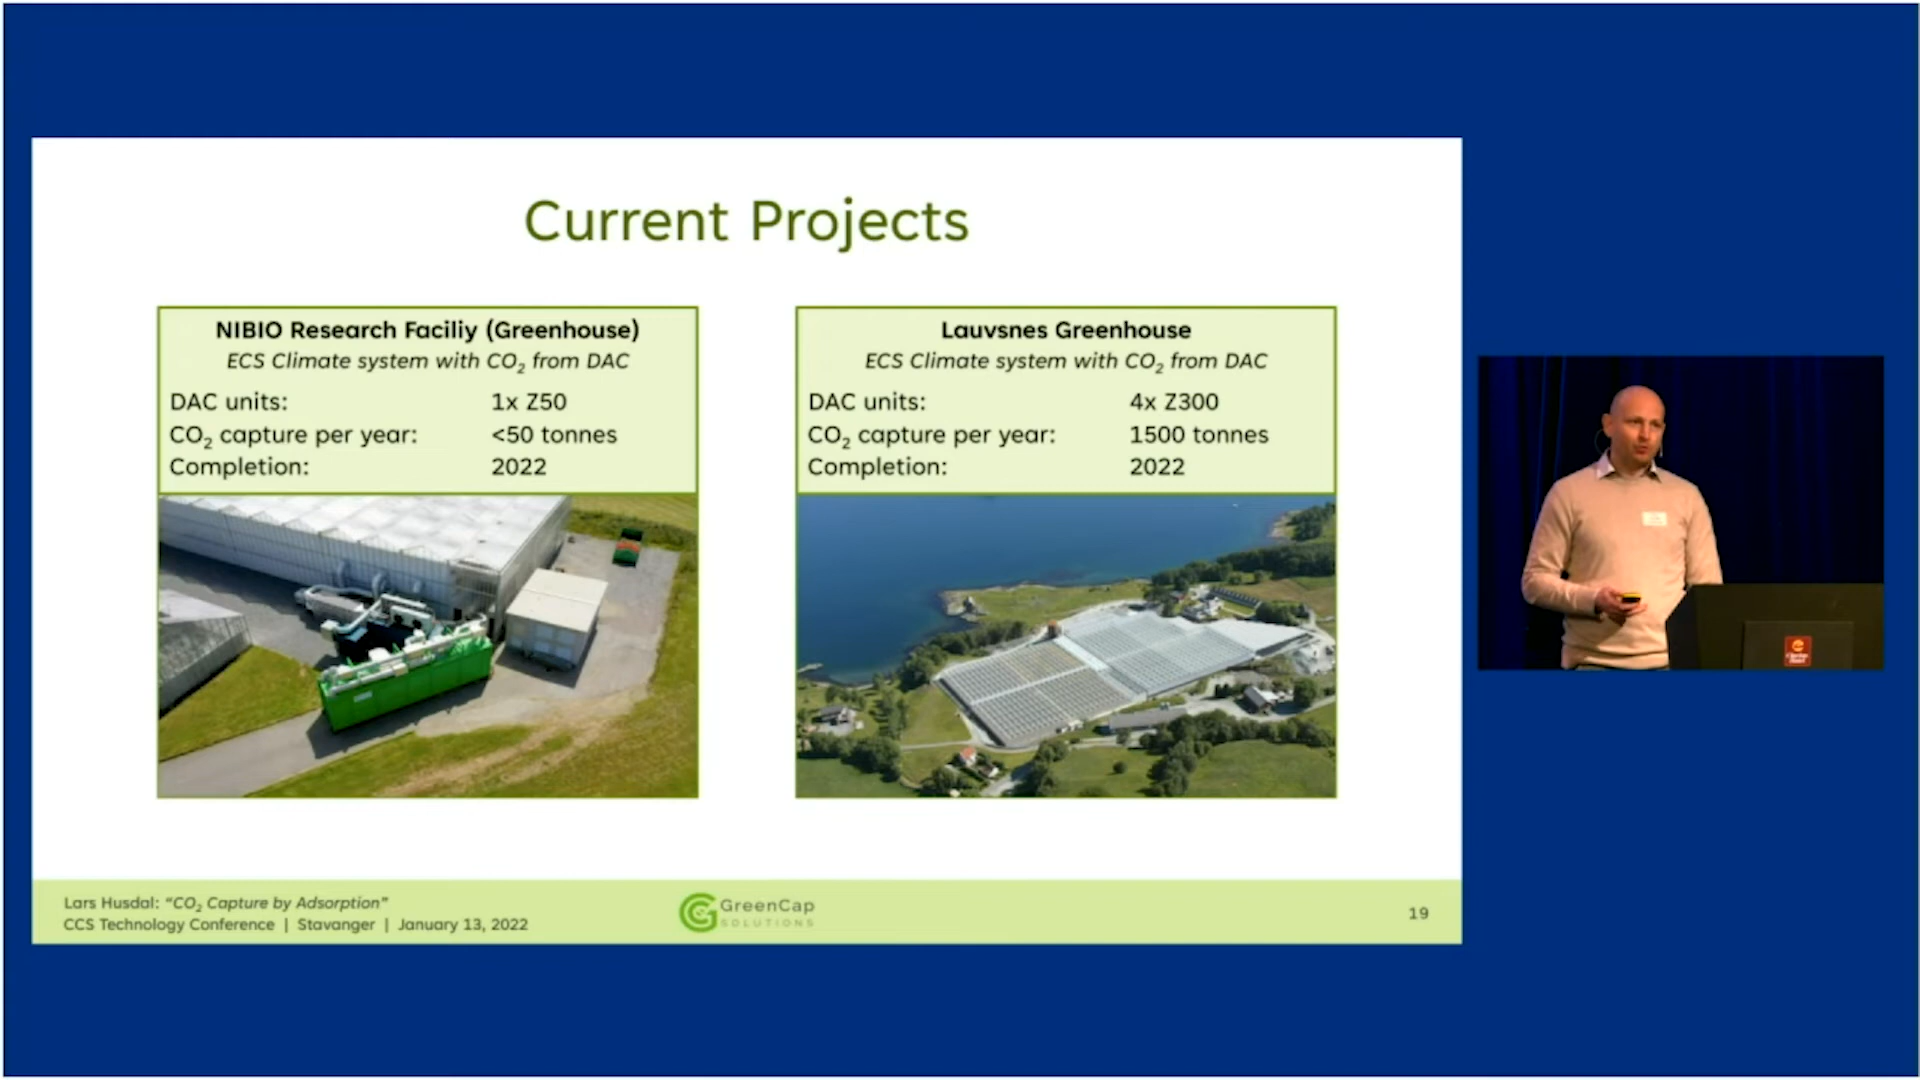 Current Projects
NIBIO Research Faciliy (Greenhouse)
ECS Climate system with CO₂ from DAC
DAC units: 1x Z50
CO₂ capture per year: <50 tonnes
Completion: 2022
Lauvsnes Greenhouse
ECS Climate system with CO₂ from DAC
DAC units: 4x Z300
CO₂ capture per year: 1500 tonnes
Completion: 2022
Lars Husdal: “CO₂ Capture by Adsorption”
CCS Technology Conference | Stavanger | January 13, 2022
GreenCap
SOLUTIONS
19